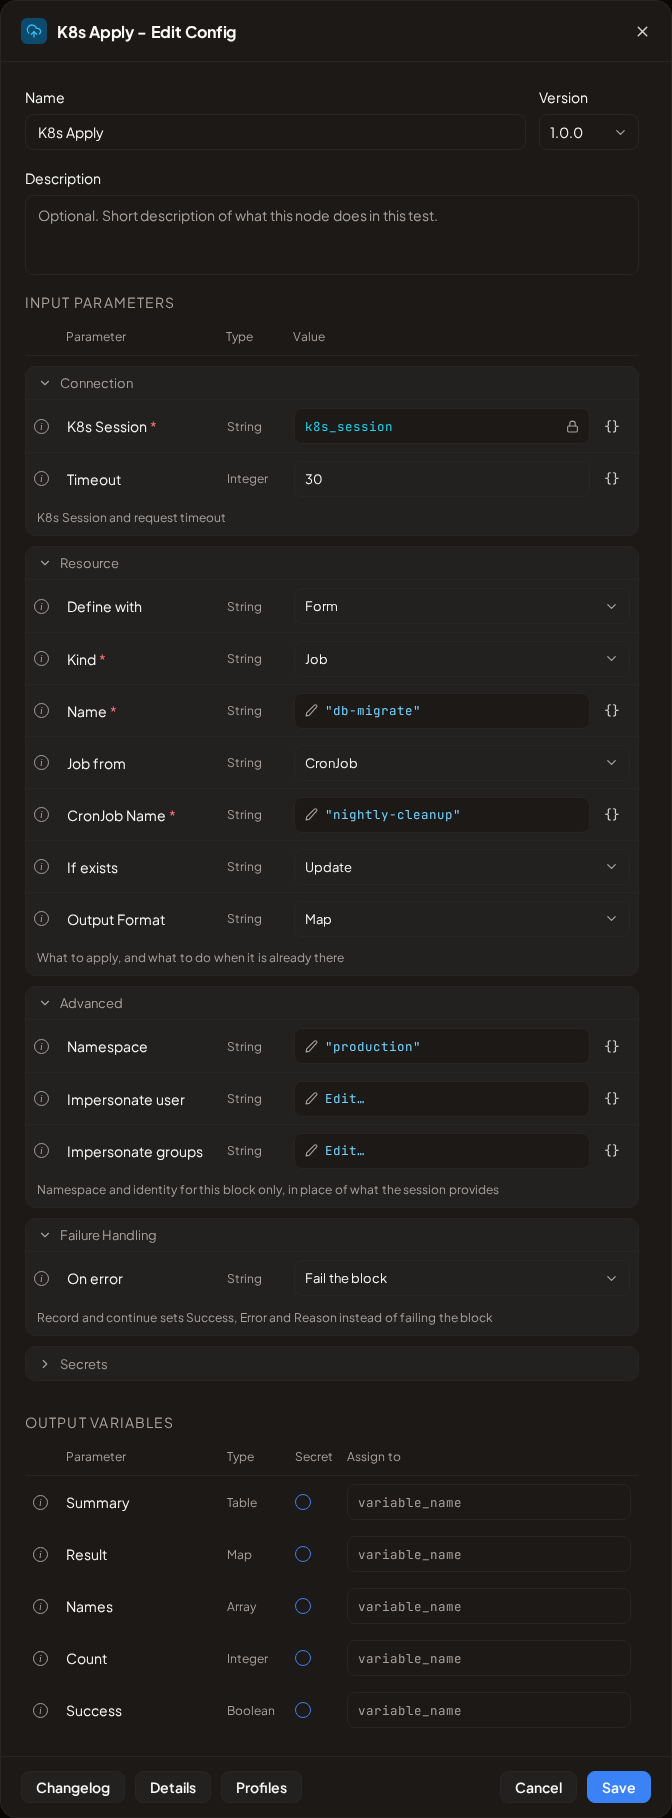 K8s Apply - Edit Config
Name
Version
K8s Apply
1.0.0
Description
Optional. Short description of what this node does in this test.
INPUT PARAMETERS
Parameter Type Value
Connection
K8s Session * String k8s_session {}
Timeout Integer 30 {}
K8s Session and request timeout
Resource
Define with String Form
Kind * String Job
Name * String "db-migrate" {}
Job from String CronJob
CronJob Name * String "nightly-cleanup" {}
If exists String Update
Output Format String Map
What to apply, and what to do when it is already there
Advanced
Namespace String "production" {}
Impersonate user String Edit… {}
Impersonate groups String Edit… {}
Namespace and identity for this block only, in place of what the session provides
Failure Handling
On error String Fail the block
Record and continue sets Success, Error and Reason instead of failing the block
Secrets
OUTPUT VARIABLES
Parameter Type Secret Assign to
Summary Table variable_name
Result Map variable_name
Names Array variable_name
Count Integer variable_name
Success Boolean variable_name
Changelog Details Profiles Cancel Save